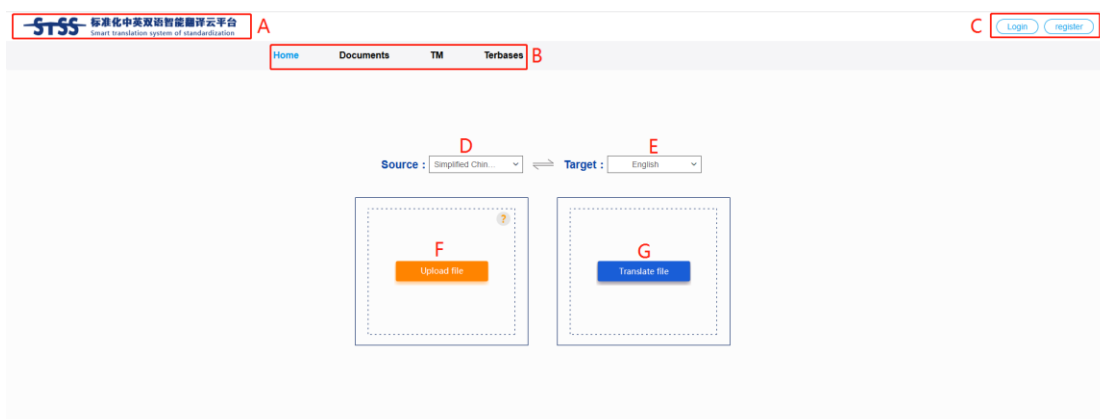 STSS 标准化中英双语智能翻译云平台
Smart translation system of standardization
A
C
Login register
Home Documents TM Terbases
B
D
E
Source : Simplified Chin...
Target : English
?
F
G
Upload file
Translate file